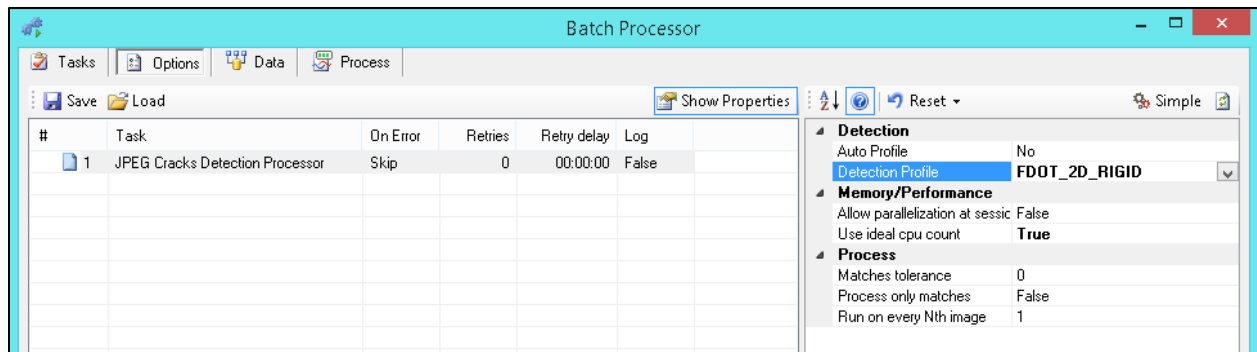 Batch Processor
Tasks Options Data Process
Save Load Show Properties Reset Simple
# Task On Error Retries Retry delay Log
1 JPEG Cracks Detection Processor Skip 0 00:00:00 False
Detection
Auto Profile No
Detection Profile FDOT_2D_RIGID
Memory/Performance
Allow parallelization at sessic False
Use ideal cpu count True
Process
Matches tolerance 0
Process only matches False
Run on every Nth image 1